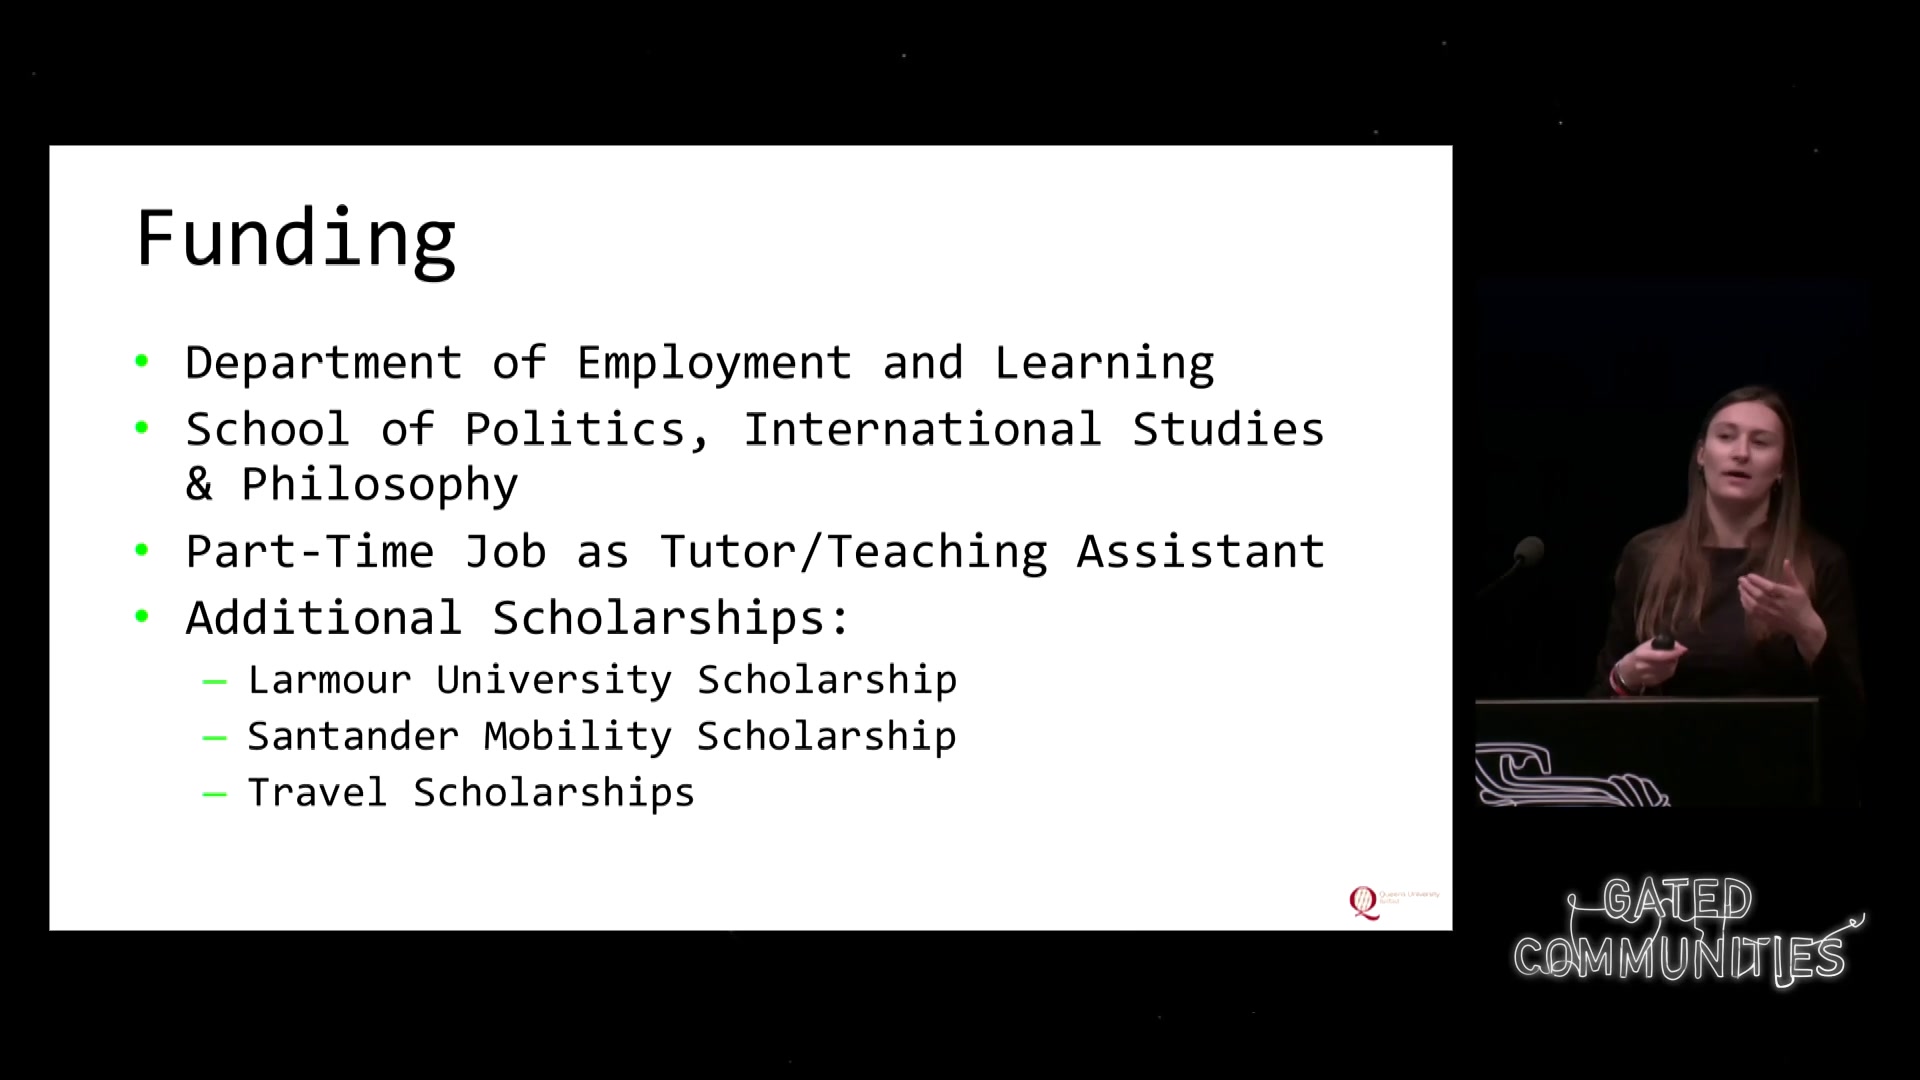 Funding
• Department of Employment and Learning
• School of Politics, International Studies
& Philosophy
• Part-Time Job as Tutor/Teaching Assistant
• Additional Scholarships:
– Larmour University Scholarship
– Santander Mobility Scholarship
– Travel Scholarships
Queen's University
Belfast
GATED
COMMUNITIES